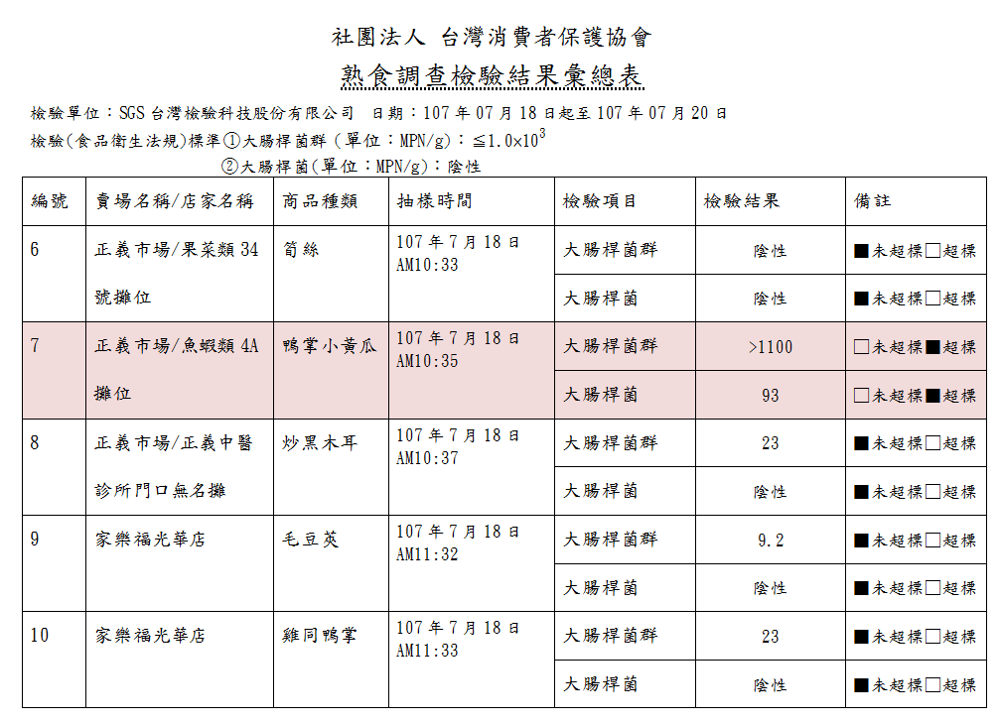 社團法人 台灣消費者保護協會
熟食調查檢驗結果彙總表
檢驗單位：SGS 台灣檢驗科技股份有限公司 日期：107 年 07 月 18 日起至 107 年 07 月 20 日
檢驗(食品衛生法規)標準①大腸桿菌群 (單位：MPN/g)：≦1.0×10³
②大腸桿菌(單位：MPN/g)：陰性
編號 賣場名稱/店家名稱 商品種類 抽樣時間 檢驗項目 檢驗結果 備註
6 正義市場/果菜類 34 筍絲 107 年 7 月 18 日 大腸桿菌群 陰性 ■未超標□超標
AM10:33
號攤位 大腸桿菌 陰性 ■未超標□超標
7 正義市場/魚蝦類 4A 鴨掌小黃瓜 107 年 7 月 18 日 大腸桿菌群 >1100 □未超標■超標
AM10:35
攤位 大腸桿菌 93 □未超標■超標
8 正義市場/正義中醫 炒黑木耳 107 年 7 月 18 日 大腸桿菌群 23 ■未超標□超標
AM10:37
診所門口無名攤 大腸桿菌 陰性 ■未超標□超標
9 家樂福光華店 毛豆莢 107 年 7 月 18 日 大腸桿菌群 9.2 ■未超標□超標
AM11:32
大腸桿菌 陰性 ■未超標□超標
10 家樂福光華店 雞同鴨掌 107 年 7 月 18 日 大腸桿菌群 23 ■未超標□超標
AM11:33
大腸桿菌 陰性 ■未超標□超標